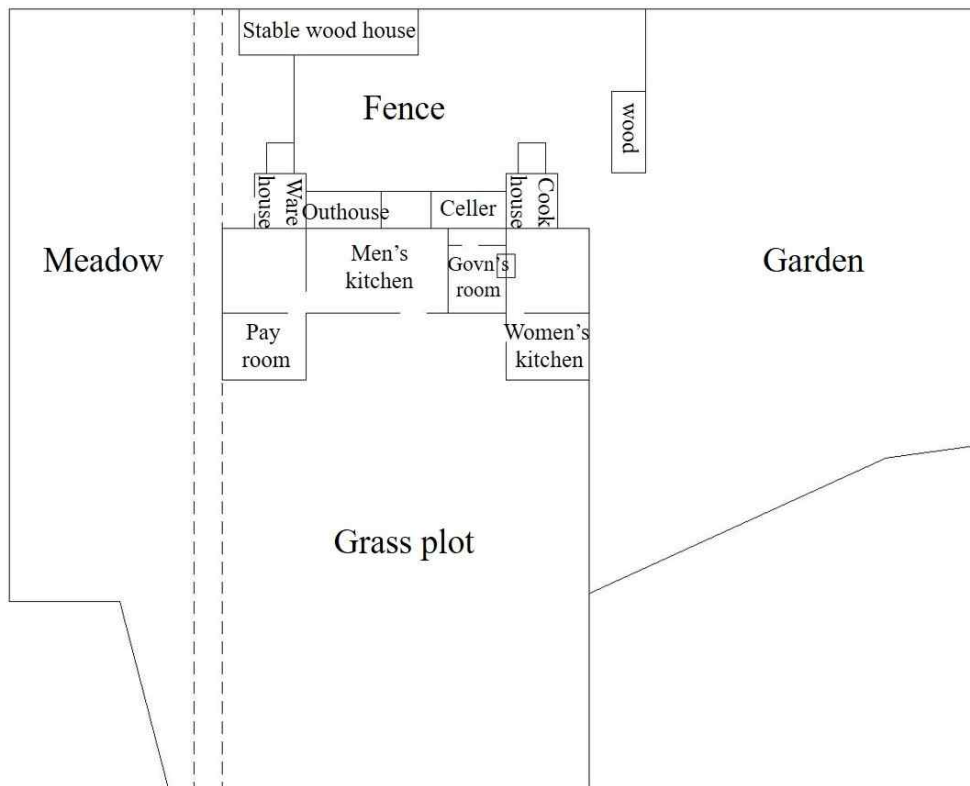 Stable wood house
Fence
wood
Ware
house
Outhouse
Celler
Cook
house
Meadow
Men's
kitchen
Govn's
room
Garden
Pay
room
Women's
kitchen
Grass plot